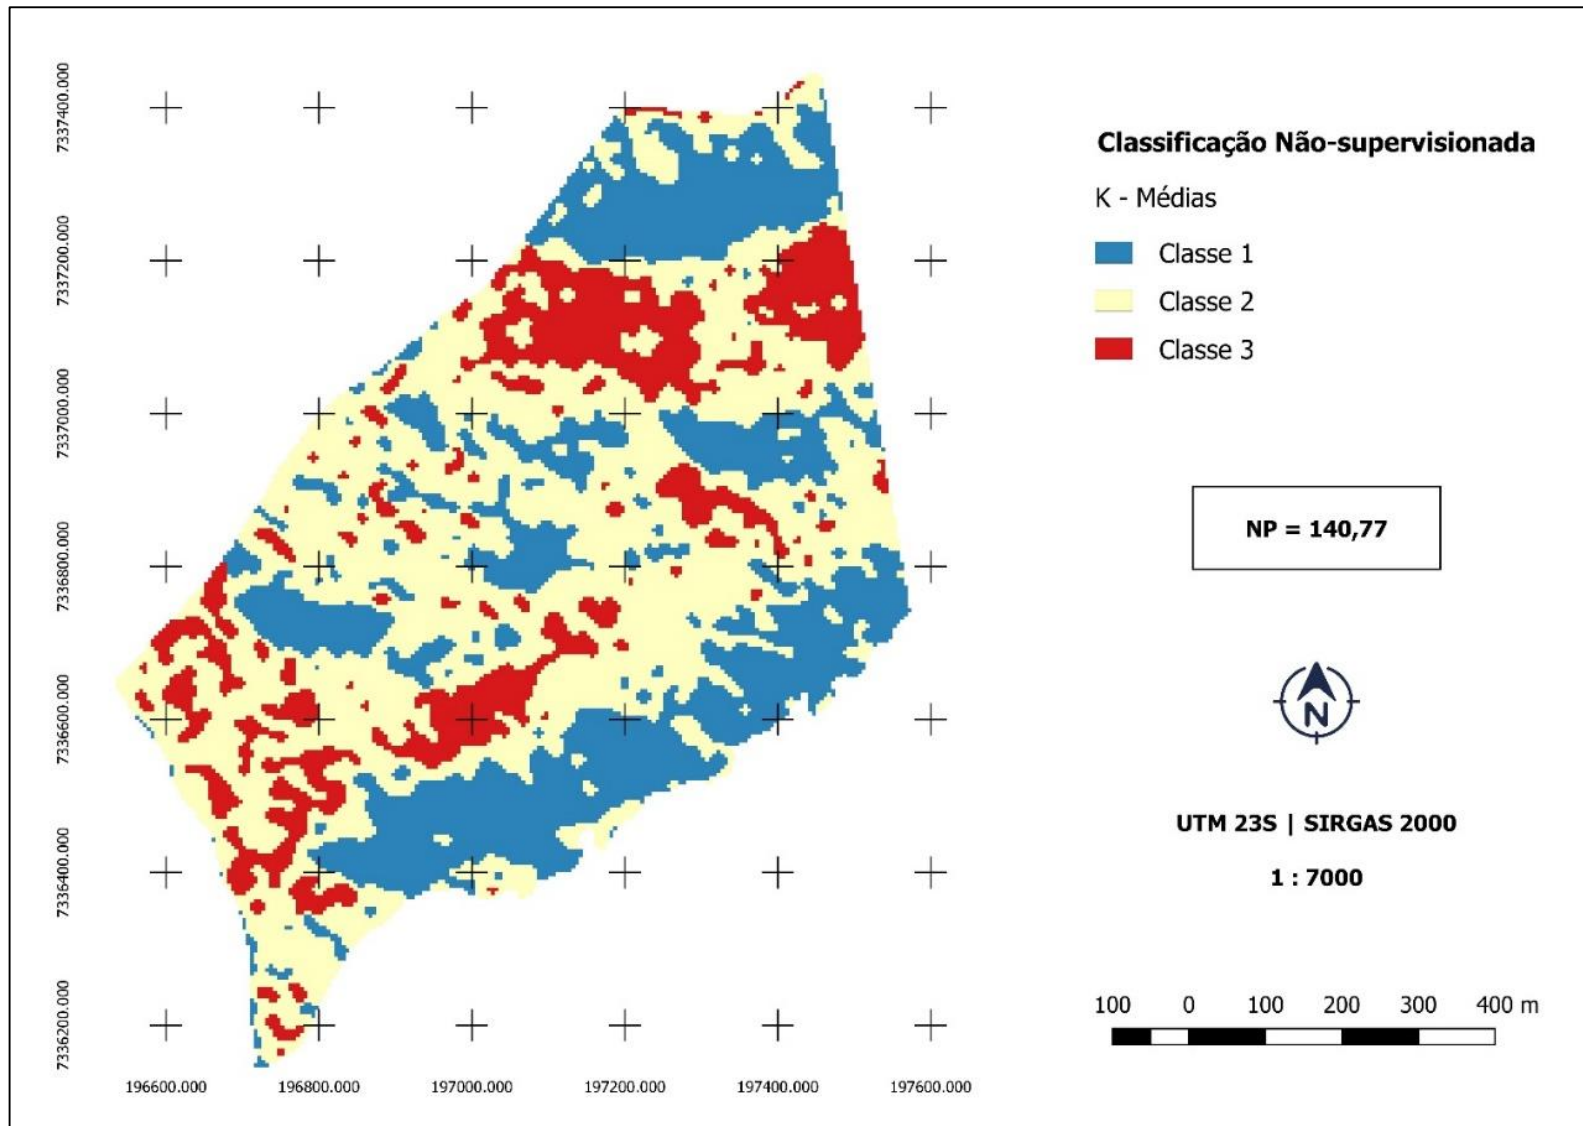 7337400.000
7337200.000
7337000.000
7336800.000
7336600.000
7336400.000
7336200.000
196600.000 196800.000 197000.000 197200.000 197400.000 197600.000
Classificação Não-supervisionada
K - Médias
Classe 1
Classe 2
Classe 3
NP = 140,77
N
UTM 23S | SIRGAS 2000
1 : 7000
100 0 100 200 300 400 m